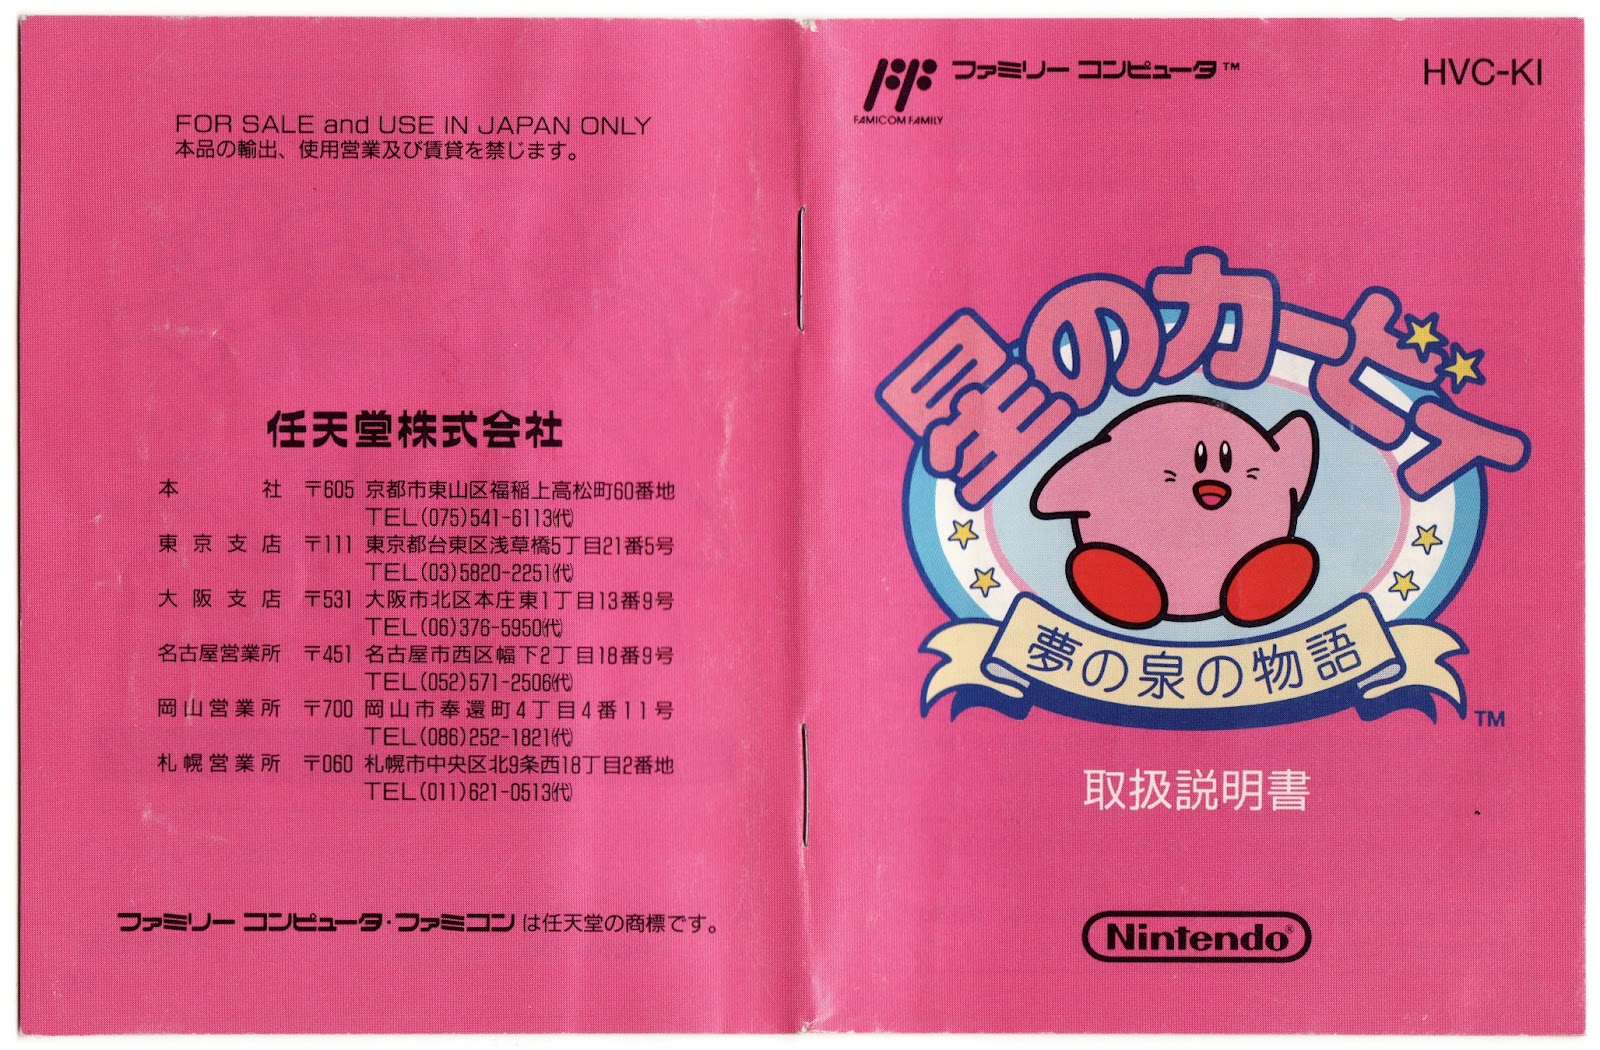 FOR SALE and USE IN JAPAN ONLY
本品の輸出、使用営業及び賃貸を禁じます。
任天堂株式会社
本社 〒605 京都市東山区福稲上高松町60番地
TEL(075)541-6113(代)
東京支店 〒111 東京都台東区浅草橋5丁目21番5号
TEL(03)5820-2251(代)
大阪支店 〒531 大阪市北区本庄東1丁目13番9号
TEL(06)376-5950(代)
名古屋営業所 〒451 名古屋市西区幅下2丁目18番9号
TEL(052)571-2506(代)
岡山営業所 〒700 岡山市奉還町4丁目4番11号
TEL(086)252-1821(代)
札幌営業所 〒060 札幌市中央区北9条西18丁目2番地
TEL(011)621-0513(代)
ファミリーコンピュータ・ファミコンは任天堂の商標です。
FAMICOM FAMILY
ファミリーコンピュータ™
HVC-KI
星のカービィ
夢の泉の物語
TM
取扱説明書
Nintendo®